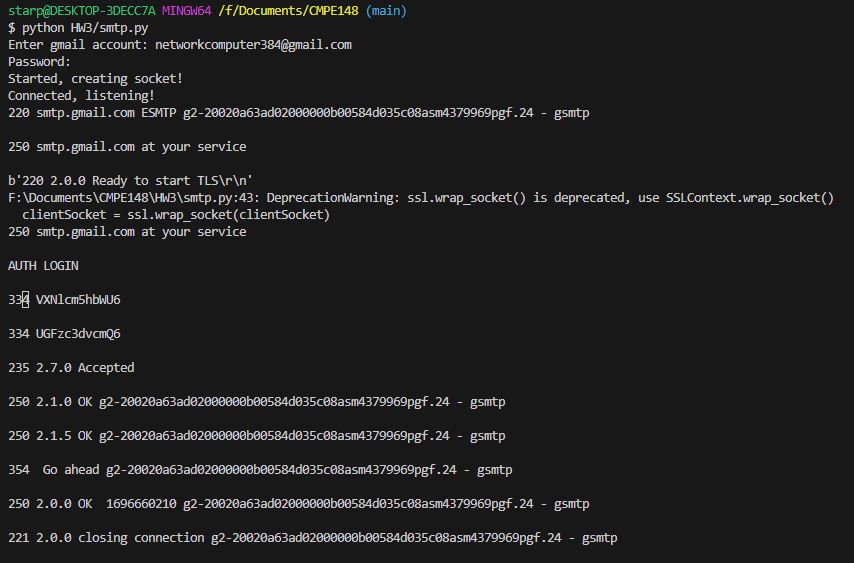 starp@DESKTOP-3DECC7A MINGW64 /f/Documents/CMPE148 (main)
$ python HW3/smtp.py
Enter gmail account: networkcomputer384@gmail.com
Password:
Started, creating socket!
Connected, listening!
220 smtp.gmail.com ESMTP g2-20020a63ad02000000b00584d035c08asm4379969pgf.24 - gsmtp
250 smtp.gmail.com at your service
b'220 2.0.0 Ready to start TLS\r\n'
F:\Documents\CMPE148\HW3\smtp.py:43: DeprecationWarning: ssl.wrap_socket() is deprecated, use SSLContext.wrap_socket()
  clientSocket = ssl.wrap_socket(clientSocket)
250 smtp.gmail.com at your service
AUTH LOGIN
334 VXNlcm5hbWU6
334 UGFzc3dvcmQ6
235 2.7.0 Accepted
250 2.1.0 OK g2-20020a63ad02000000b00584d035c08asm4379969pgf.24 - gsmtp
250 2.1.5 OK g2-20020a63ad02000000b00584d035c08asm4379969pgf.24 - gsmtp
354  Go ahead g2-20020a63ad02000000b00584d035c08asm4379969pgf.24 - gsmtp
250 2.0.0 OK  1696660210 g2-20020a63ad02000000b00584d035c08asm4379969pgf.24 - gsmtp
221 2.0.0 closing connection g2-20020a63ad02000000b00584d035c08asm4379969pgf.24 - gsmtp